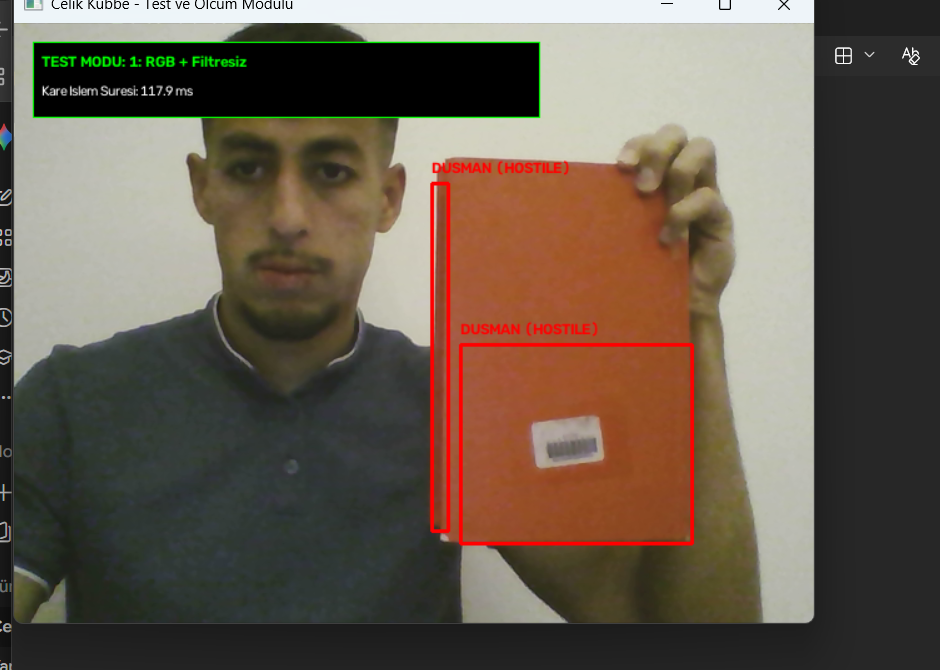 Celik Kubbe - Test ve Olcum Modulu
TEST MODU: 1: RGB + Filtresiz
Kare Islem Suresi: 117.9 ms
DUSMAN (HOSTILE)
DUSMAN (HOSTILE)